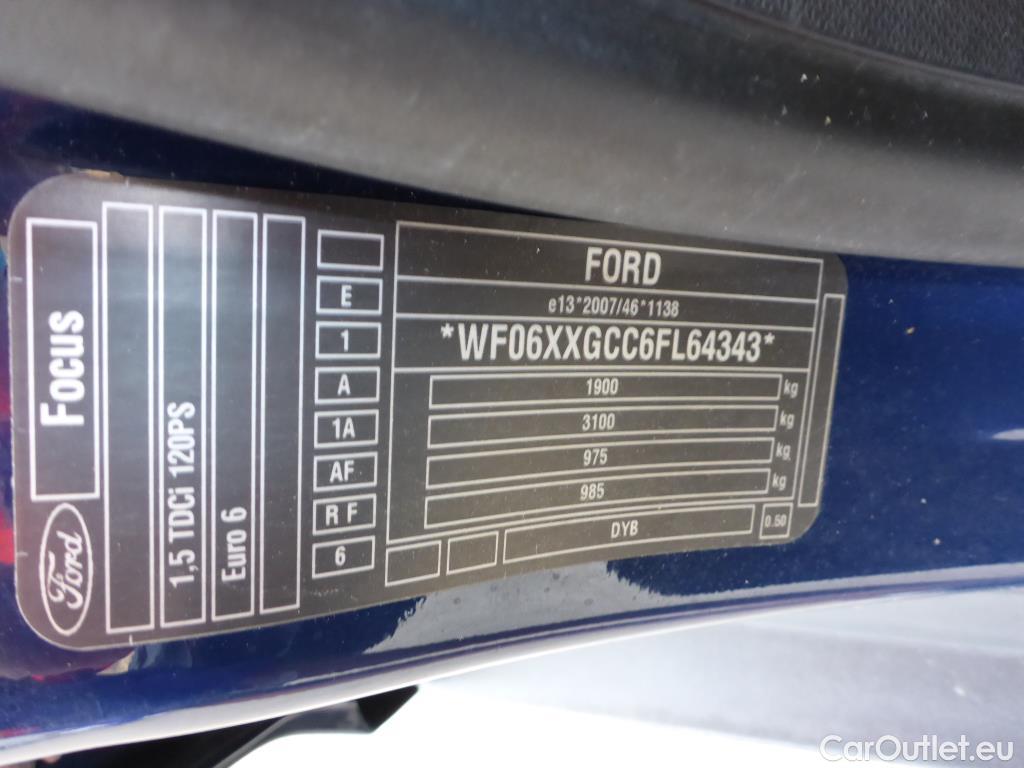 FORD
e13*2007/46*1138
*WF06XXGCC6FL64343*
1900 kg
3100 kg
975 kg
985 kg
DYB
0.50
E
1
A
1A
AF
R F
6
Focus
1,5 TDCi 120PS
Euro 6
Ford
CarOutlet.eu